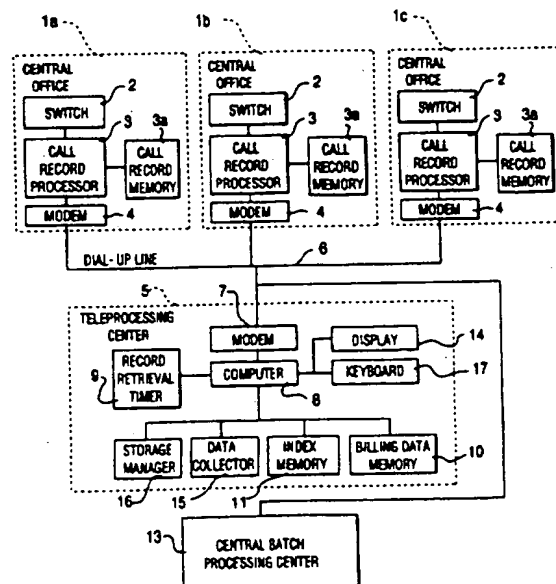 1a
1b
1c
CENTRAL
OFFICE
2
SWITCH
3
3a
CALL
RECORD
PROCESSOR
CALL
RECORD
MEMORY
MODEM
4
CENTRAL
OFFICE
2
SWITCH
3
3a
CALL
RECORD
PROCESSOR
CALL
RECORD
MEMORY
MODEM
4
CENTRAL
OFFICE
2
SWITCH
3
3a
CALL
RECORD
PROCESSOR
CALL
RECORD
MEMORY
MODEM
4
DIAL-UP LINE
6
5
7
TELEPROCESSING
CENTER
MODEM
DISPLAY
14
9
RECORD
RETRIEVAL
TIMER
COMPUTER
8
KEYBOARD
17
STORAGE
MANAGER
DATA
COLLECTOR
INDEX
MEMORY
BILLING DATA
MEMORY
16
15
11
10
13
CENTRAL BATCH
PROCESSING CENTER